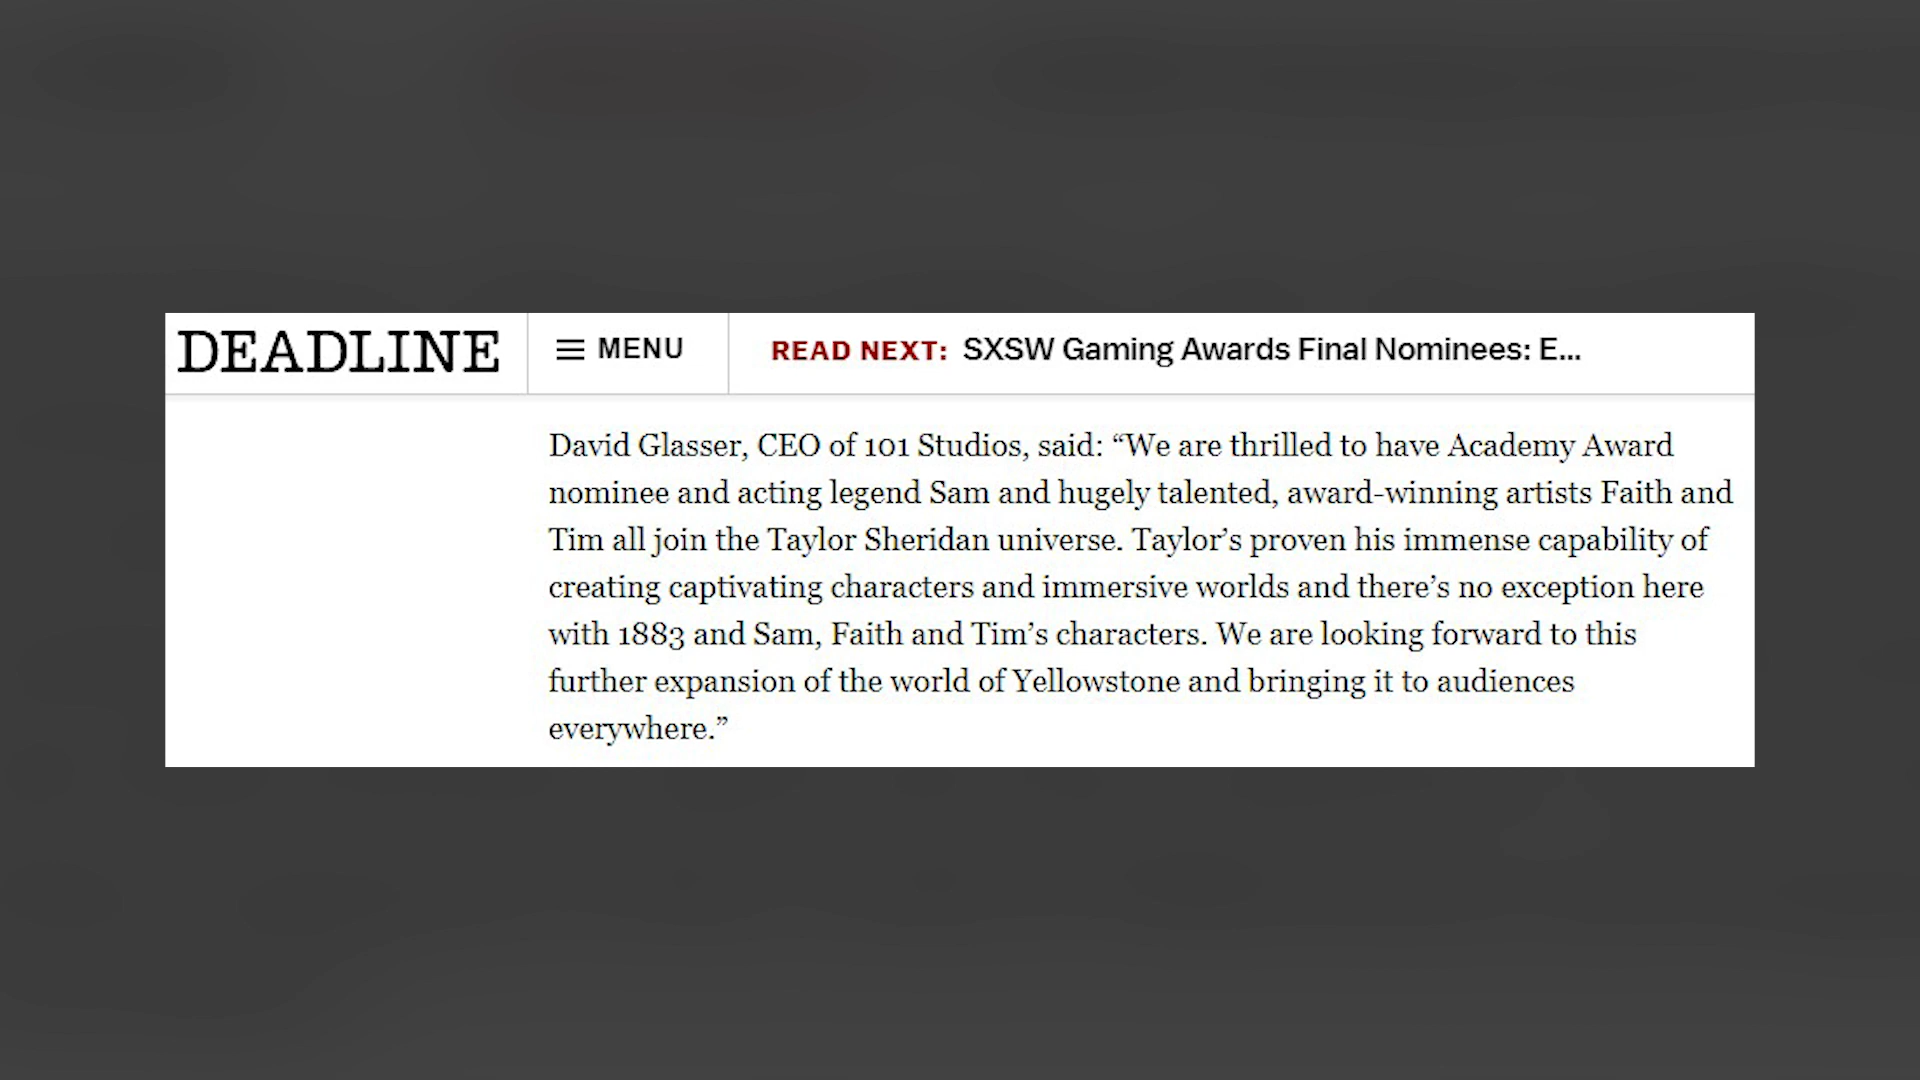 DEADLINE
MENU
READ NEXT: SXSW Gaming Awards Final Nominees: E...
David Glasser, CEO of 101 Studios, said: “We are thrilled to have Academy Award
nominee and acting legend Sam and hugely talented, award-winning artists Faith and
Tim all join the Taylor Sheridan universe. Taylor’s proven his immense capability of
creating captivating characters and immersive worlds and there’s no exception here
with 1883 and Sam, Faith and Tim’s characters. We are looking forward to this
further expansion of the world of Yellowstone and bringing it to audiences
everywhere.”